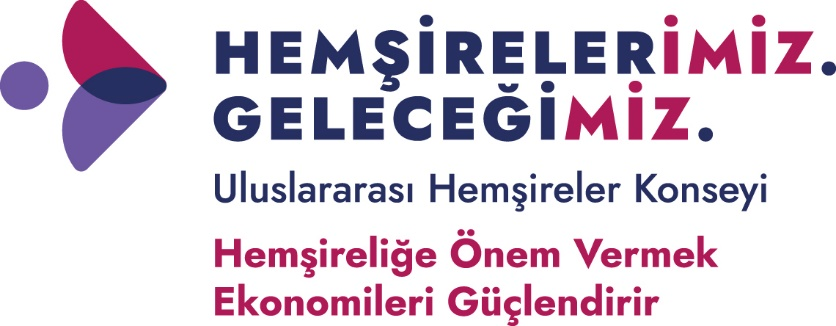 HEMŞİRELERİMİZ.
GELECEĞİMİZ.
Uluslararası Hemşireler Konseyi
Hemşireliğe Önem Vermek
Ekonomileri Güçlendirir